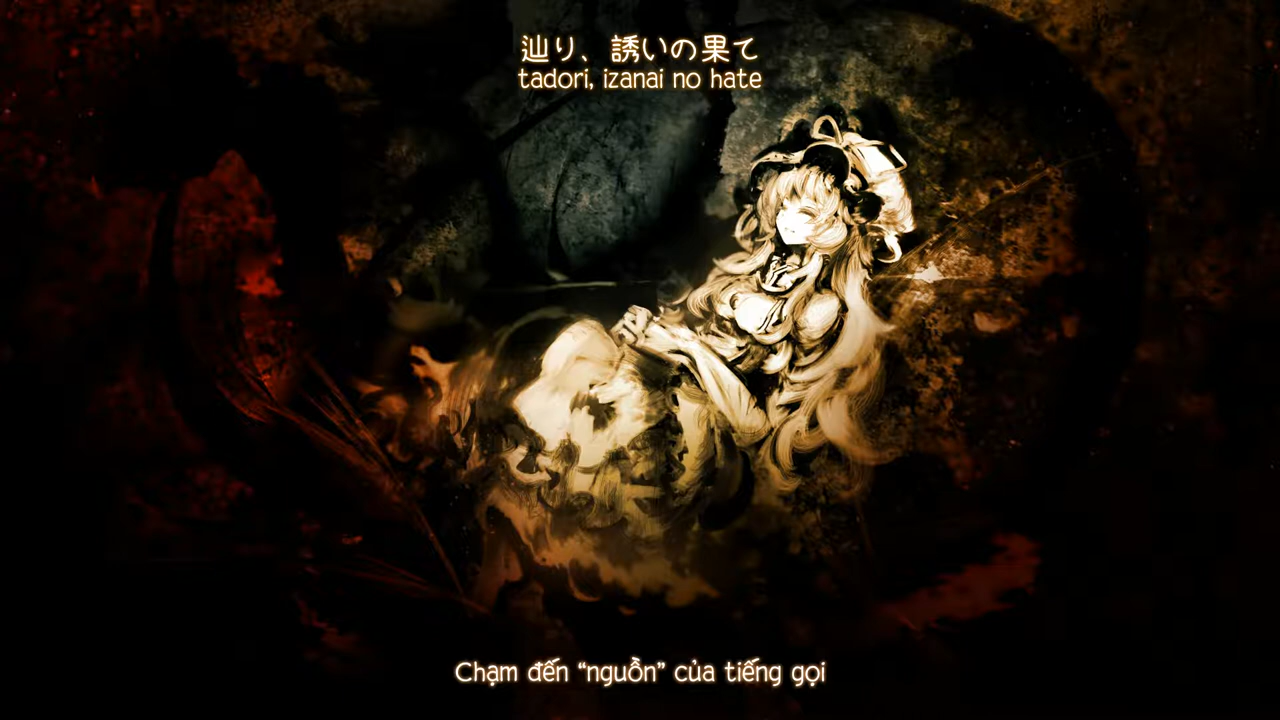 辿り、誘いの果て
tadori, izanai no hate
Chạm đến “nguồn” của tiếng gọi